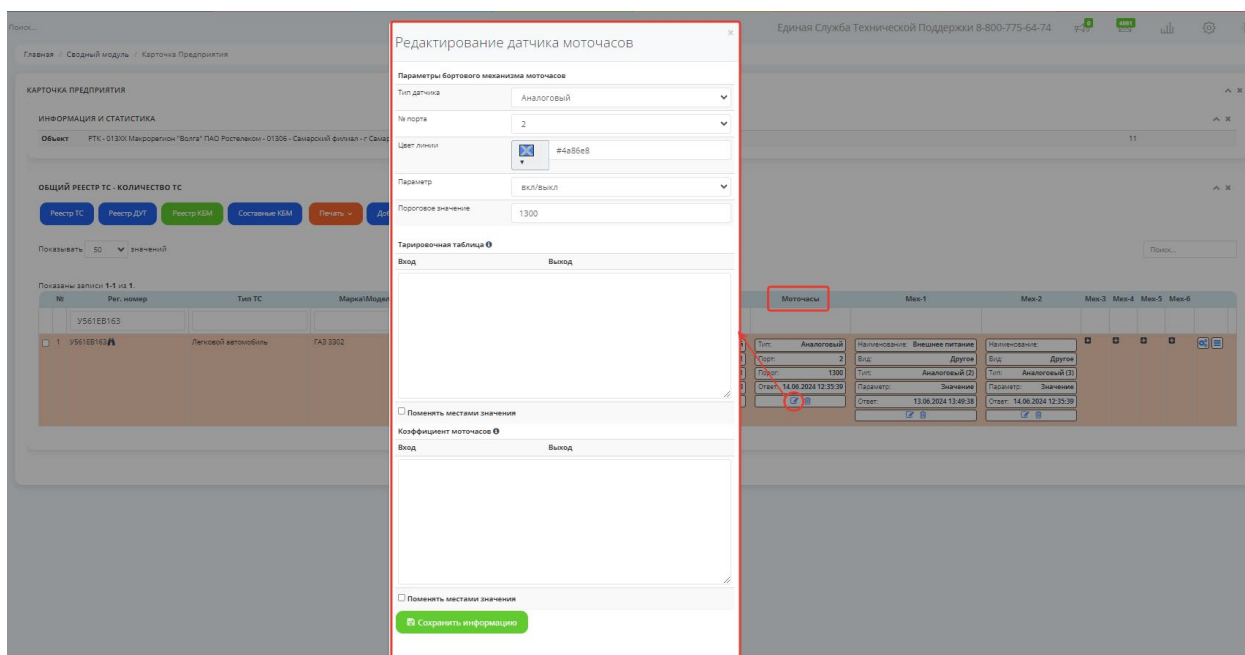 Поиск...
Единая Служба Технической Поддержки 8-800-775-64-74
0
4881
Главная / Сводный модуль / Карточка Предприятия
КАРТОЧКА ПРЕДПРИЯТИЯ
ИНФОРМАЦИЯ И СТАТИСТИКА
Объект РТК - 013XX Макрорегион "Волга" ПАО Ростелеком - 01306 - Самарский филиал - г Самар
11
ОБЩИЙ РЕЕСТР ТС - КОЛИЧЕСТВО ТС
Реестр ТС Реестр ДУТ Реестр КБМ Составные КБМ Печать Доб
Показывать 50 значений
Поиск...
Показаны записи 1-1 из 1.
№ Рег. номер Тип ТС Марка\Модел
У561ЕВ163
1 У561ЕВ163 Легковой автомобиль ГАЗ 3302
Редактирование датчика моточасов
×
Параметры бортового механизма моточасов
Тип датчика Аналоговый
№ порта 2
Цвет линии #4a86e8
Параметр вкл/выкл
Пороговое значение 1300
Тарировочная таблица
Вход Выход
Поменять местами значения
Коэффициент моточасов
Вход Выход
Поменять местами значения
Сохранить информацию
Моточасы Мех-1 Мех-2 Мех-3 Мех-4 Мех-5 Мех-6
Тип: Аналоговый
Порт: 2
Порог: 1300
Ответ: 14.06.2024 12:35:39
Наименование: Внешнее питание
Вид: Другое
Тип: Аналоговый (2)
Параметр: Значение
Ответ: 13.06.2024 13:49:38
Наименование:
Вид: Другое
Тип: Аналоговый (3)
Параметр: Значение
Ответ: 14.06.2024 12:35:39